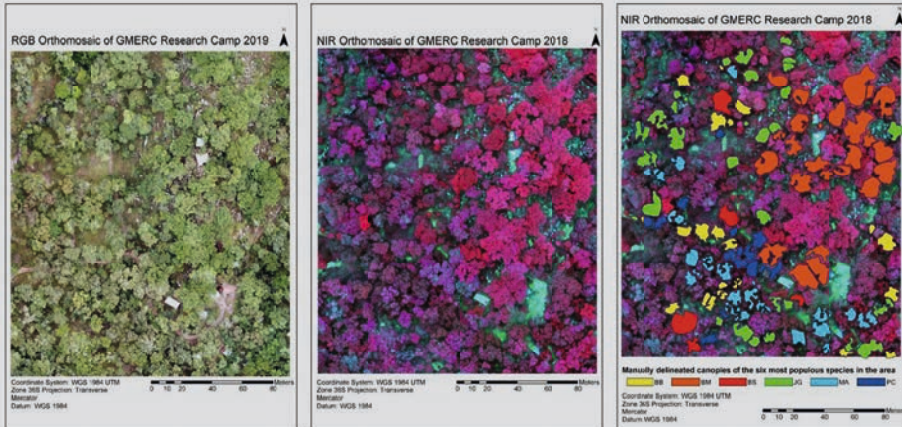 RGB Orthomosaic of GMERC Research Camp 2019
N
Coordinate System: WGS 1984 UTM
Zone 36S Projection: Transverse
Mercator
Datum: WGS 1984
0 10 20 40 60 80
Meters
NIR Orthomosaic of GMERC Research Camp 2018
N
Coordinate System: WGS 1984 UTM
Zone 36S Projection: Transverse
Mercator
Datum: WGS 1984
0 10 20 40 60 80
Meters
NIR Orthomosaic of GMERC Research Camp 2018
N
Manually delineated canopies of the six most populous species in the area
BB BM BS JG MA PC
Coordinate System: WGS 1984 UTM
Zone 36S Projection: Transverse
Mercator
Datum: WGS 1984
0 10 20 40 60 80